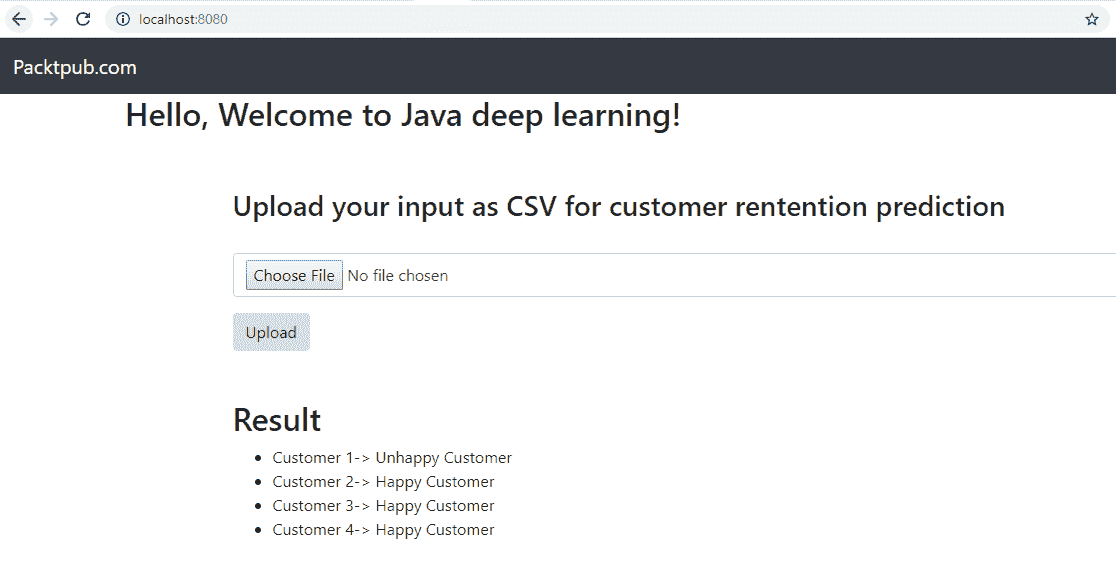 localhost:8080
Packtpub.com
Hello, Welcome to Java deep learning!
Upload your input as CSV for customer rentention prediction
Choose File No file chosen
Upload
Result
Customer 1-> Unhappy Customer
Customer 2-> Happy Customer
Customer 3-> Happy Customer
Customer 4-> Happy Customer